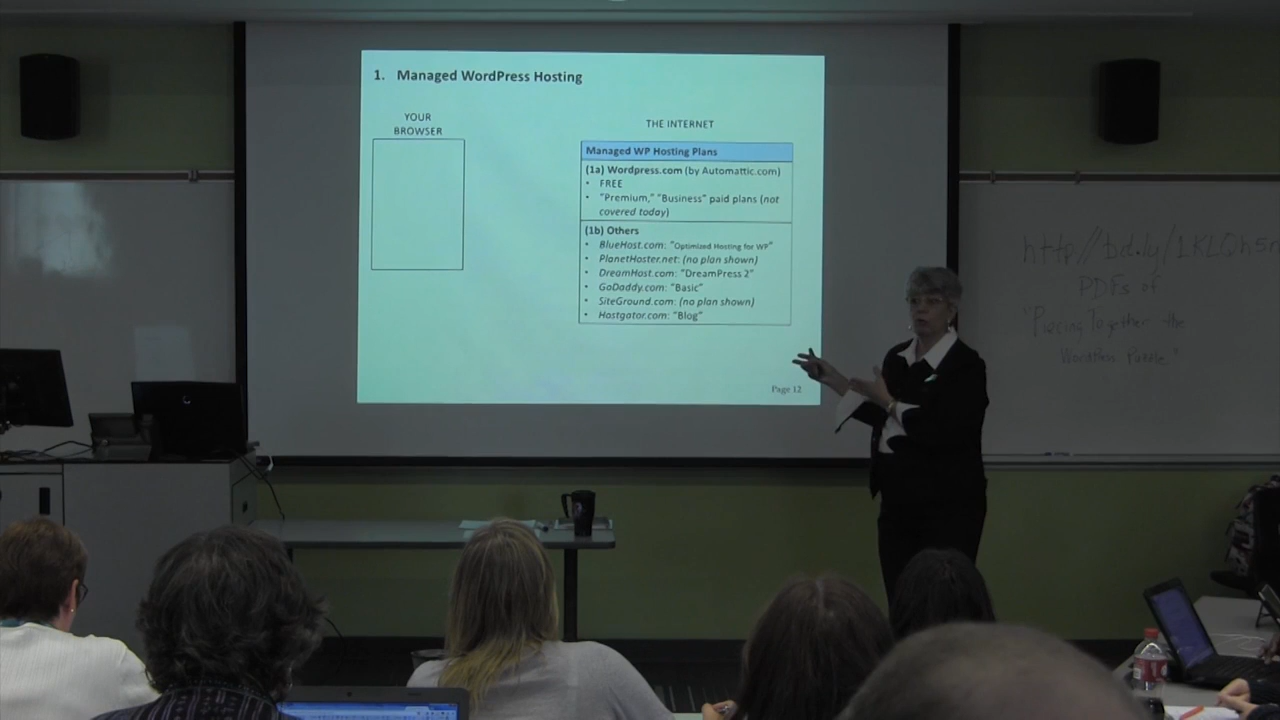 1. Managed WordPress Hosting
YOUR
BROWSER
THE INTERNET
Managed WP Hosting Plans
(1a) Wordpress.com (by Automattic.com)
• FREE
• "Premium," "Business" paid plans (not
covered today)
(1b) Others
• BlueHost.com: "Optimized Hosting for WP"
• PlanetHoster.net: (no plan shown)
• DreamHost.com: "DreamPress 2"
• GoDaddy.com: "Basic"
• SiteGround.com: (no plan shown)
• Hostgator.com: "Blog"
Page 12
PDFs of
"Piecing Together the
WordPress Puzzle"